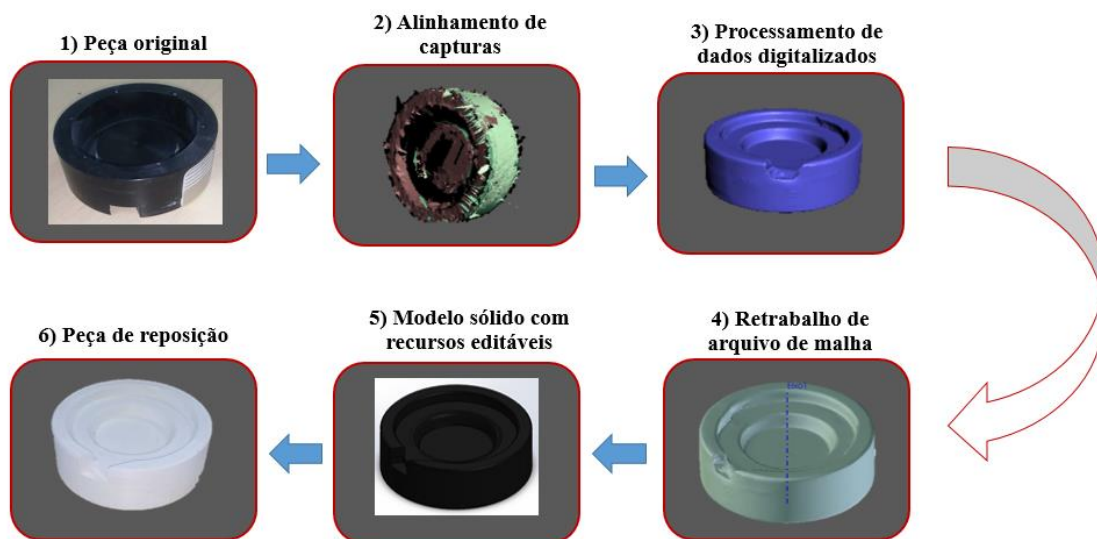 1) Peça original
2) Alinhamento de
capturas
3) Processamento de
dados digitalizados
6) Peça de reposição
5) Modelo sólido com
recursos editáveis
4) Retrabalho de
arquivo de malha